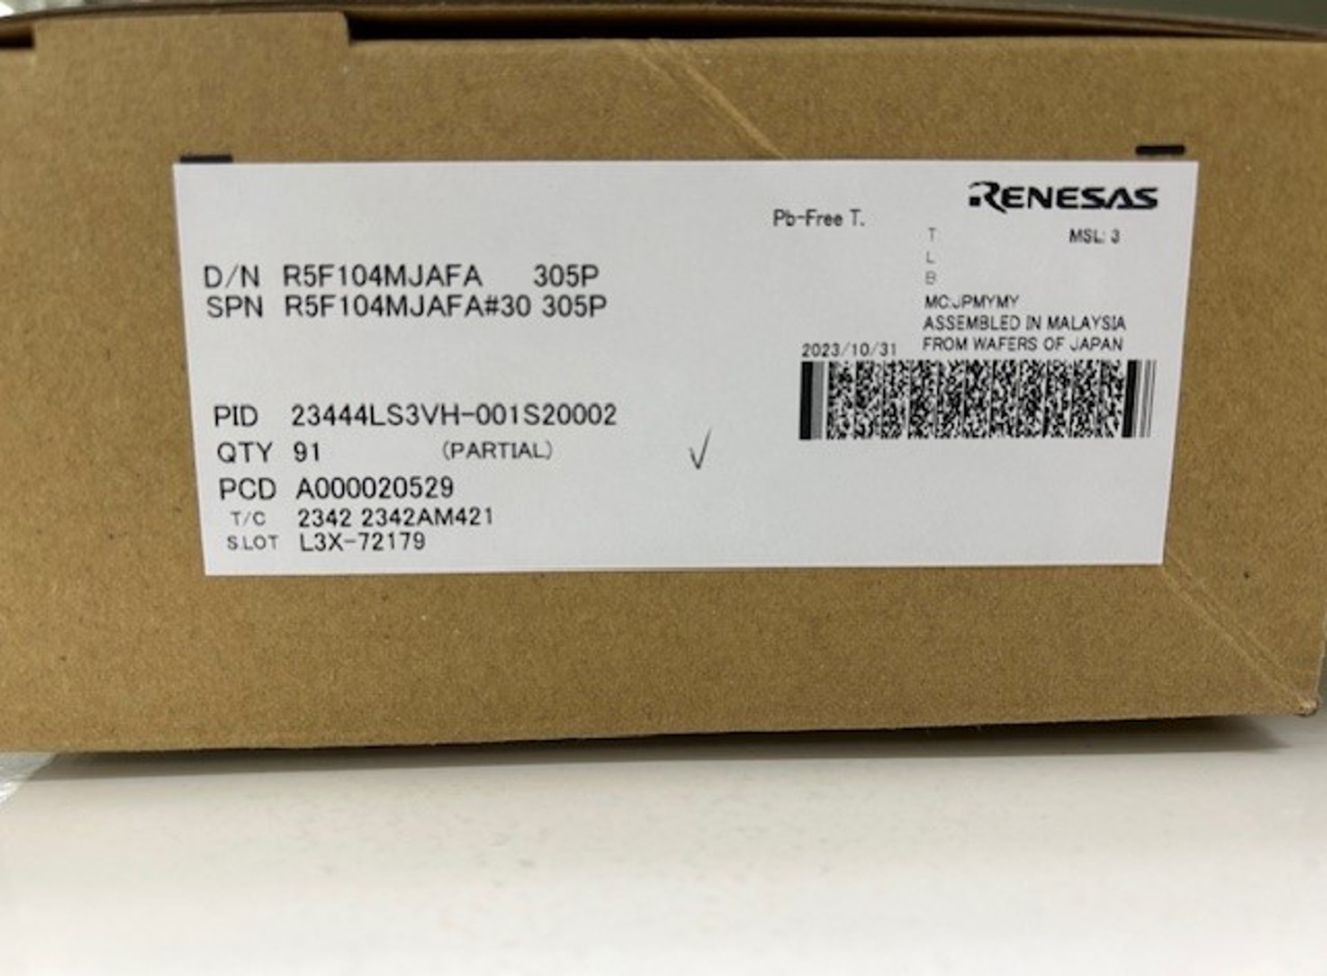 RENESAS
Pb-Free T.
T
MSL: 3
L
B
D/N R5F104MJAFA 305P
SPN R5F104MJAFA#30 305P
MC:JPMYMY
ASSEMBLED IN MALAYSIA
FROM WAFERS OF JAPAN
2023/10/31
PID 23444LS3VH-001S20002
QTY 91 (PARTIAL)
PCD A000020529
T/C 2342 2342AM421
S.LOT L3X-72179